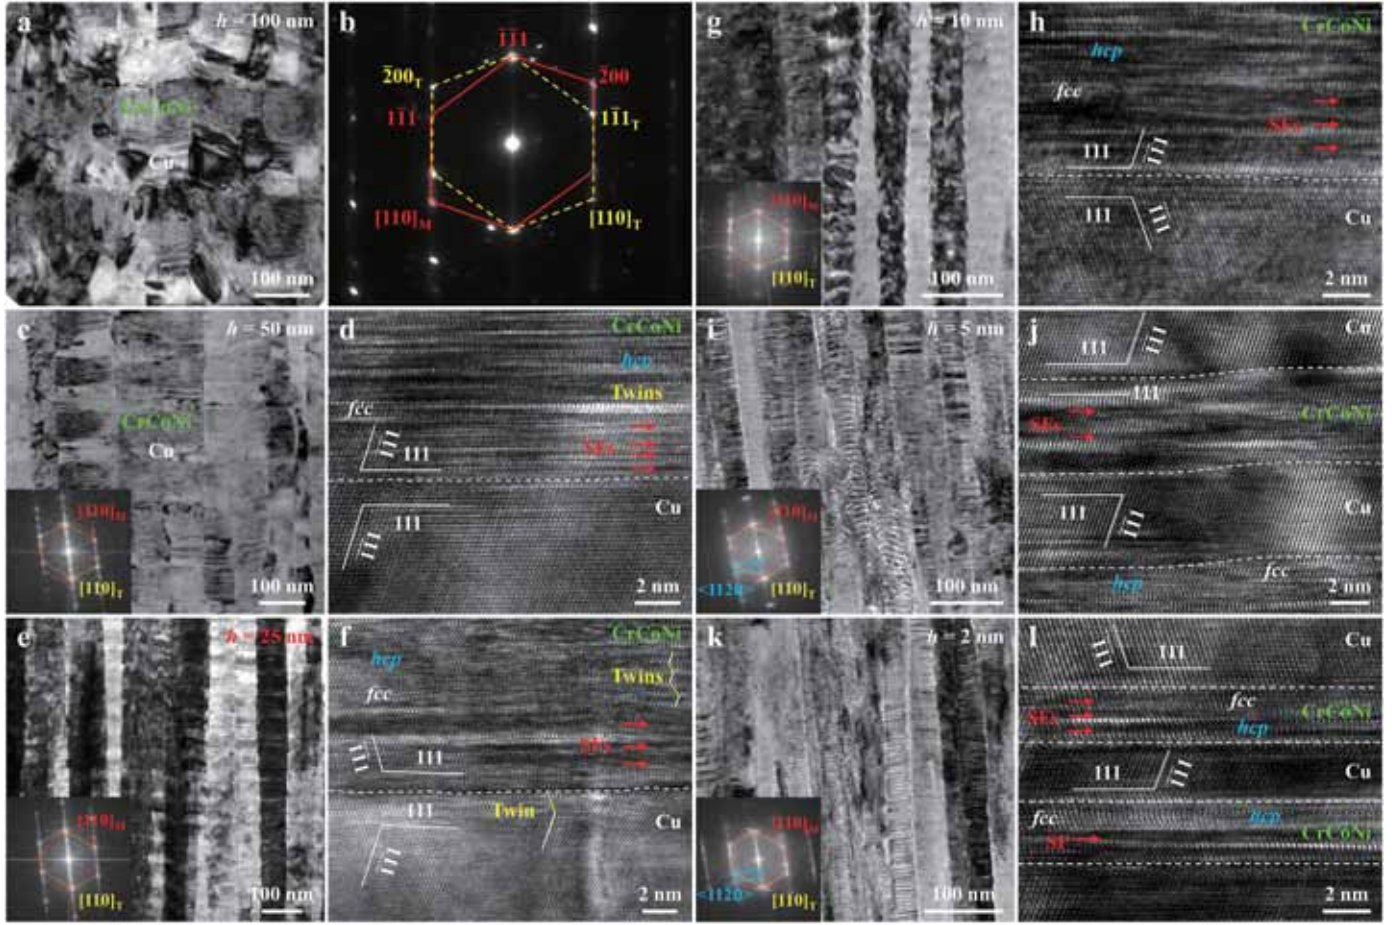 a
h = 100 nm
CrCoNi
Cu
100 nm
b
1̄1̄1
2̄00T
2̄00
11̄1
11̄1T
[110]M
[110]T
g
h = 10 nm
[110]M
[110]T
100 nm
h
CrCoNi
hcp
fcc
SFs
111
Cu
111
2 nm
c
h = 50 nm
CrCoNi
Cu
[110]M
[110]T
100 nm
d
CrCoNi
hcp
Twins
fcc
SFs
111
Cu
111
2 nm
i
h = 5 nm
[110]M
<112̄0>
[110]T
100 nm
j
Cu
111
111
CrCoNi
SFs
Cu
111
fcc
hcp
2 nm
e
h = 25 nm
[110]M
[110]T
100 nm
f
CrCoNi
hcp
Twins
fcc
SFs
111
111
Twin
Cu
2 nm
k
h = 2 nm
[110]M
<112̄0>
[110]T
100 nm
l
Cu
111
fcc
SFs
CrCoNi
hcp
111
Cu
fcc
hcp
CrCoNi
SF
2 nm